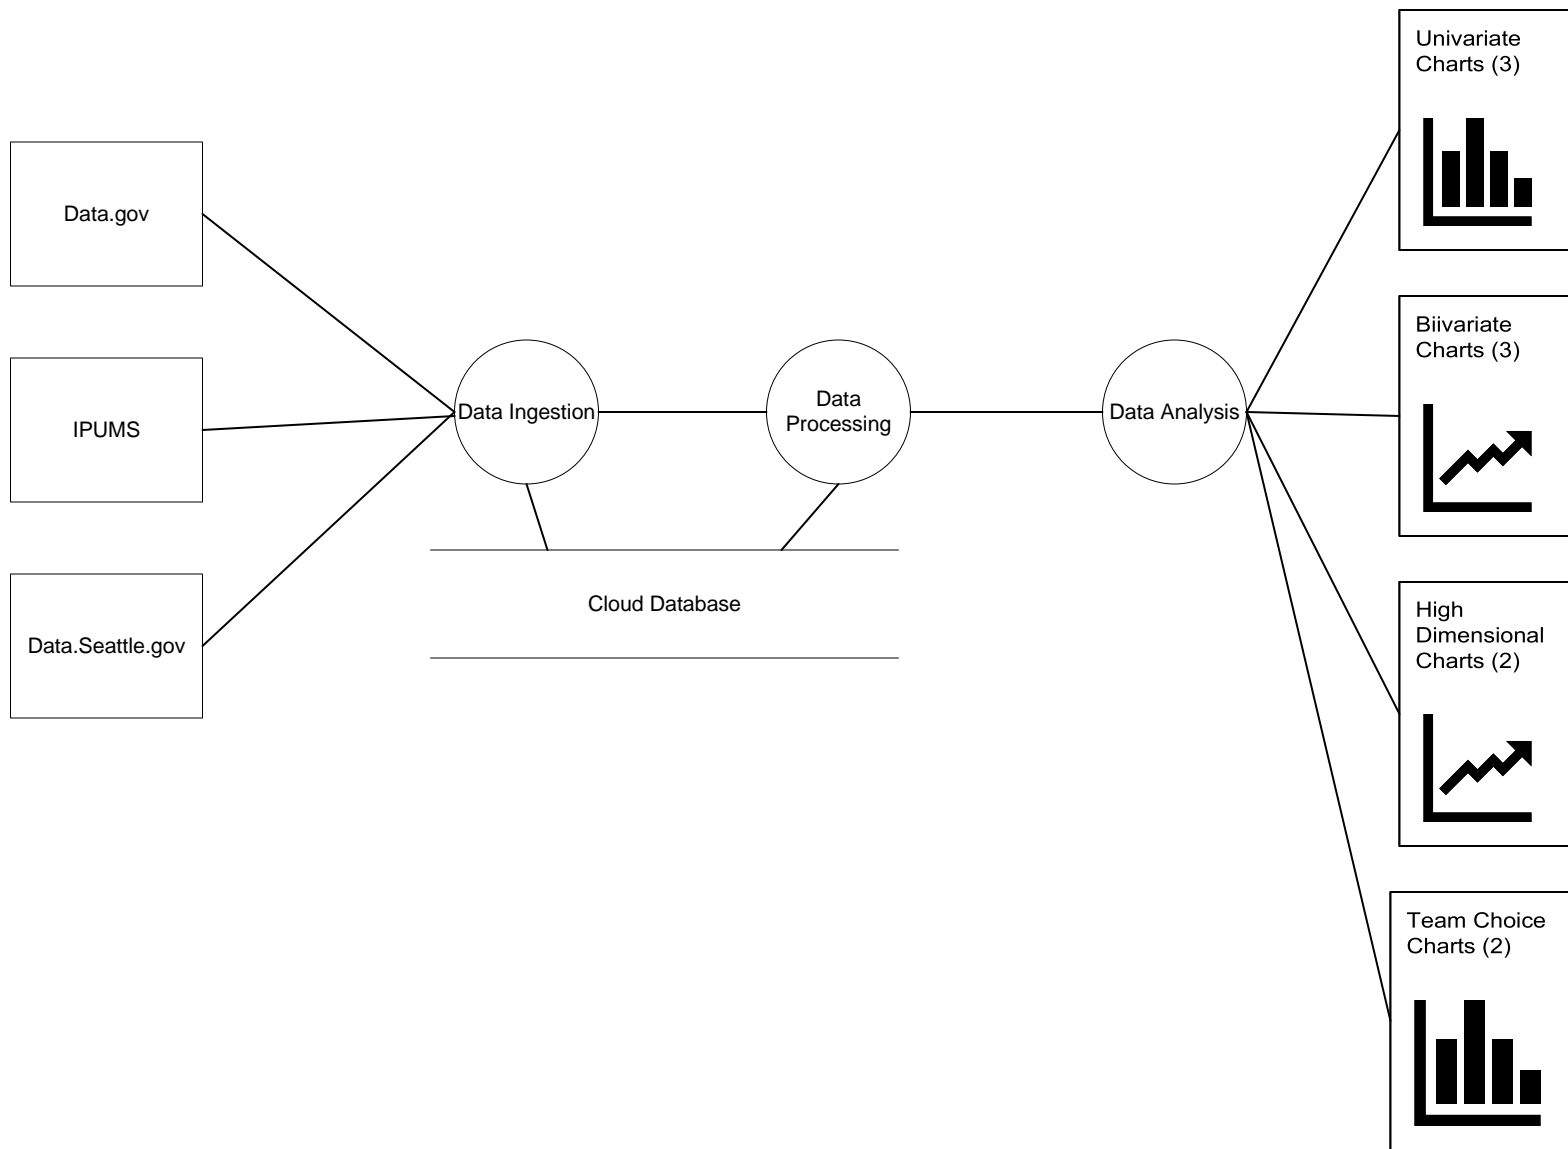 Univariate
Charts (3)
Data.gov
Biivariate
Charts (3)
IPUMS
Data Ingestion
Data
Processing
Data Analysis
Cloud Database
Data.Seattle.gov
High
Dimensional
Charts (2)
Team Choice
Charts (2)